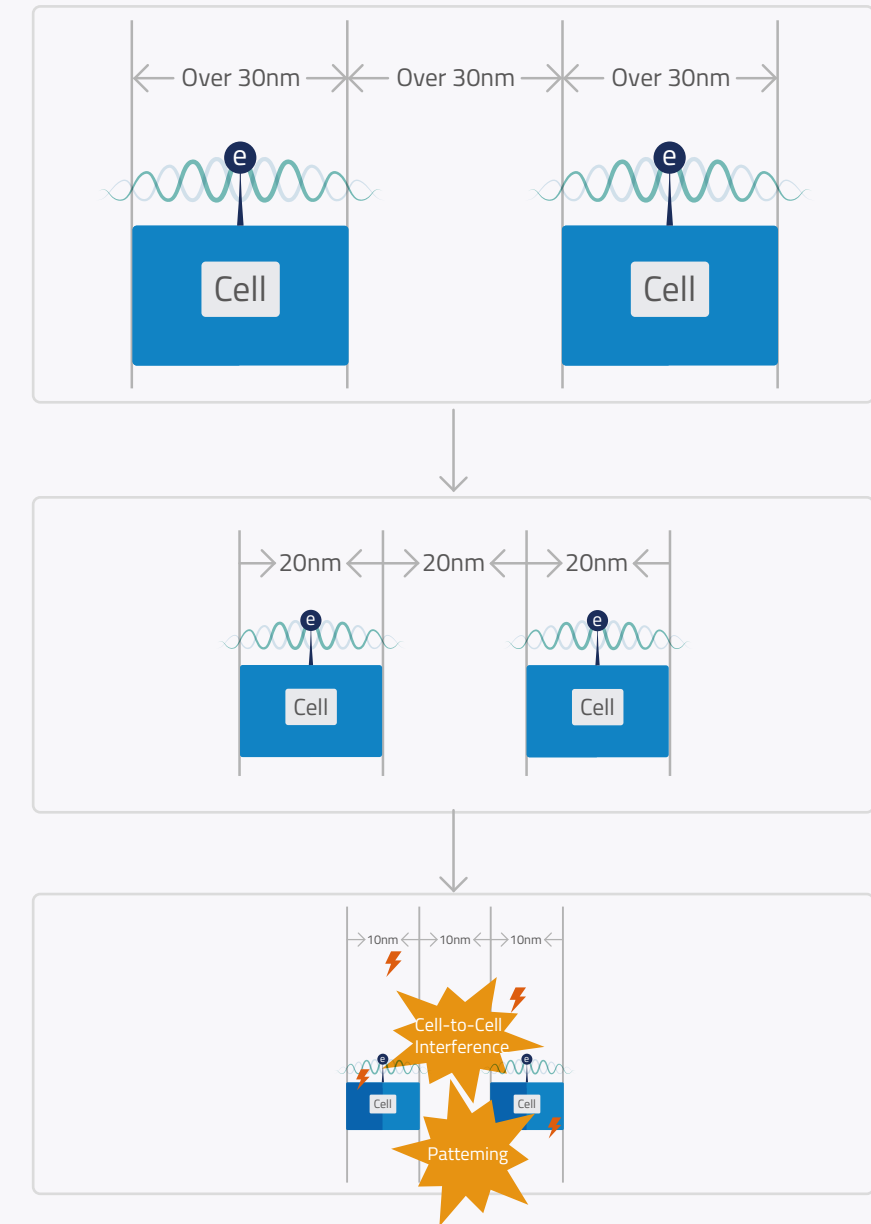 Over 30nm Over 30nm Over 30nm
e e
Cell Cell
20nm 20nm 20nm
e e
Cell Cell
10nm 10nm 10nm
Cell-to-Cell
Interference
e e
Cell Cell
Patteming